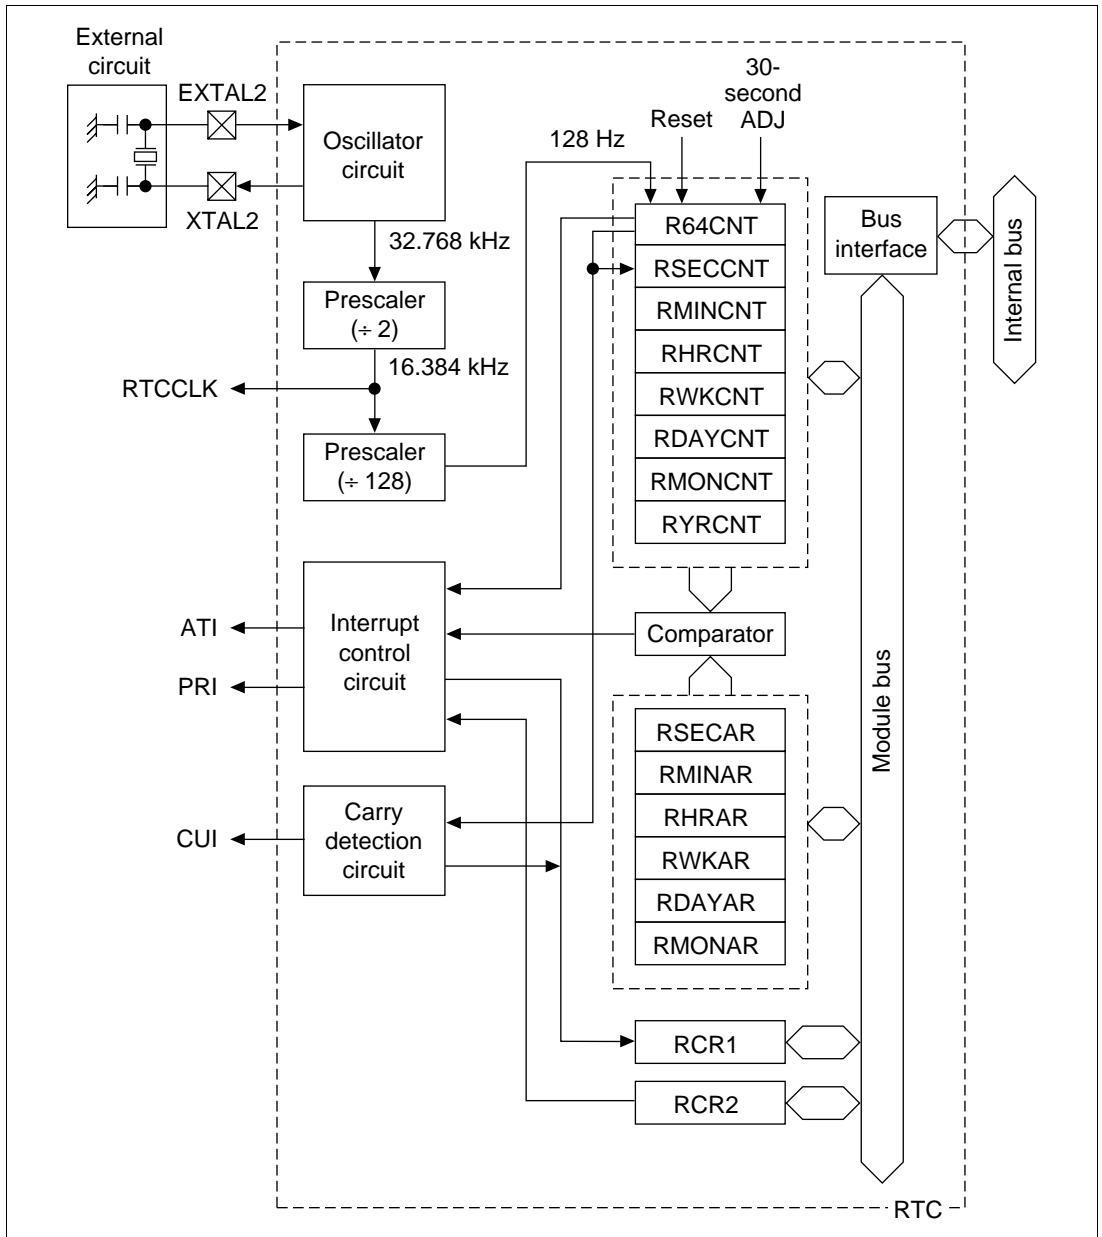 External
circuit
EXTAL2
XTAL2
Oscillator
circuit
32.768 kHz
Prescaler
(÷ 2)
16.384 kHz
RTCCLK
Prescaler
(÷ 128)
128 Hz
Reset
30-
second
ADJ
R64CNT
RSECCNT
RMINCNT
RHRCNT
RWKCNT
RDAYCNT
RMONCNT
RYRCNT
Bus
interface
Internal bus
Module bus
ATI
PRI
Interrupt
control
circuit
Comparator
CUI
Carry
detection
circuit
RSECAR
RMINAR
RHRAR
RWKAR
RDAYAR
RMONAR
RCR1
RCR2
RTC